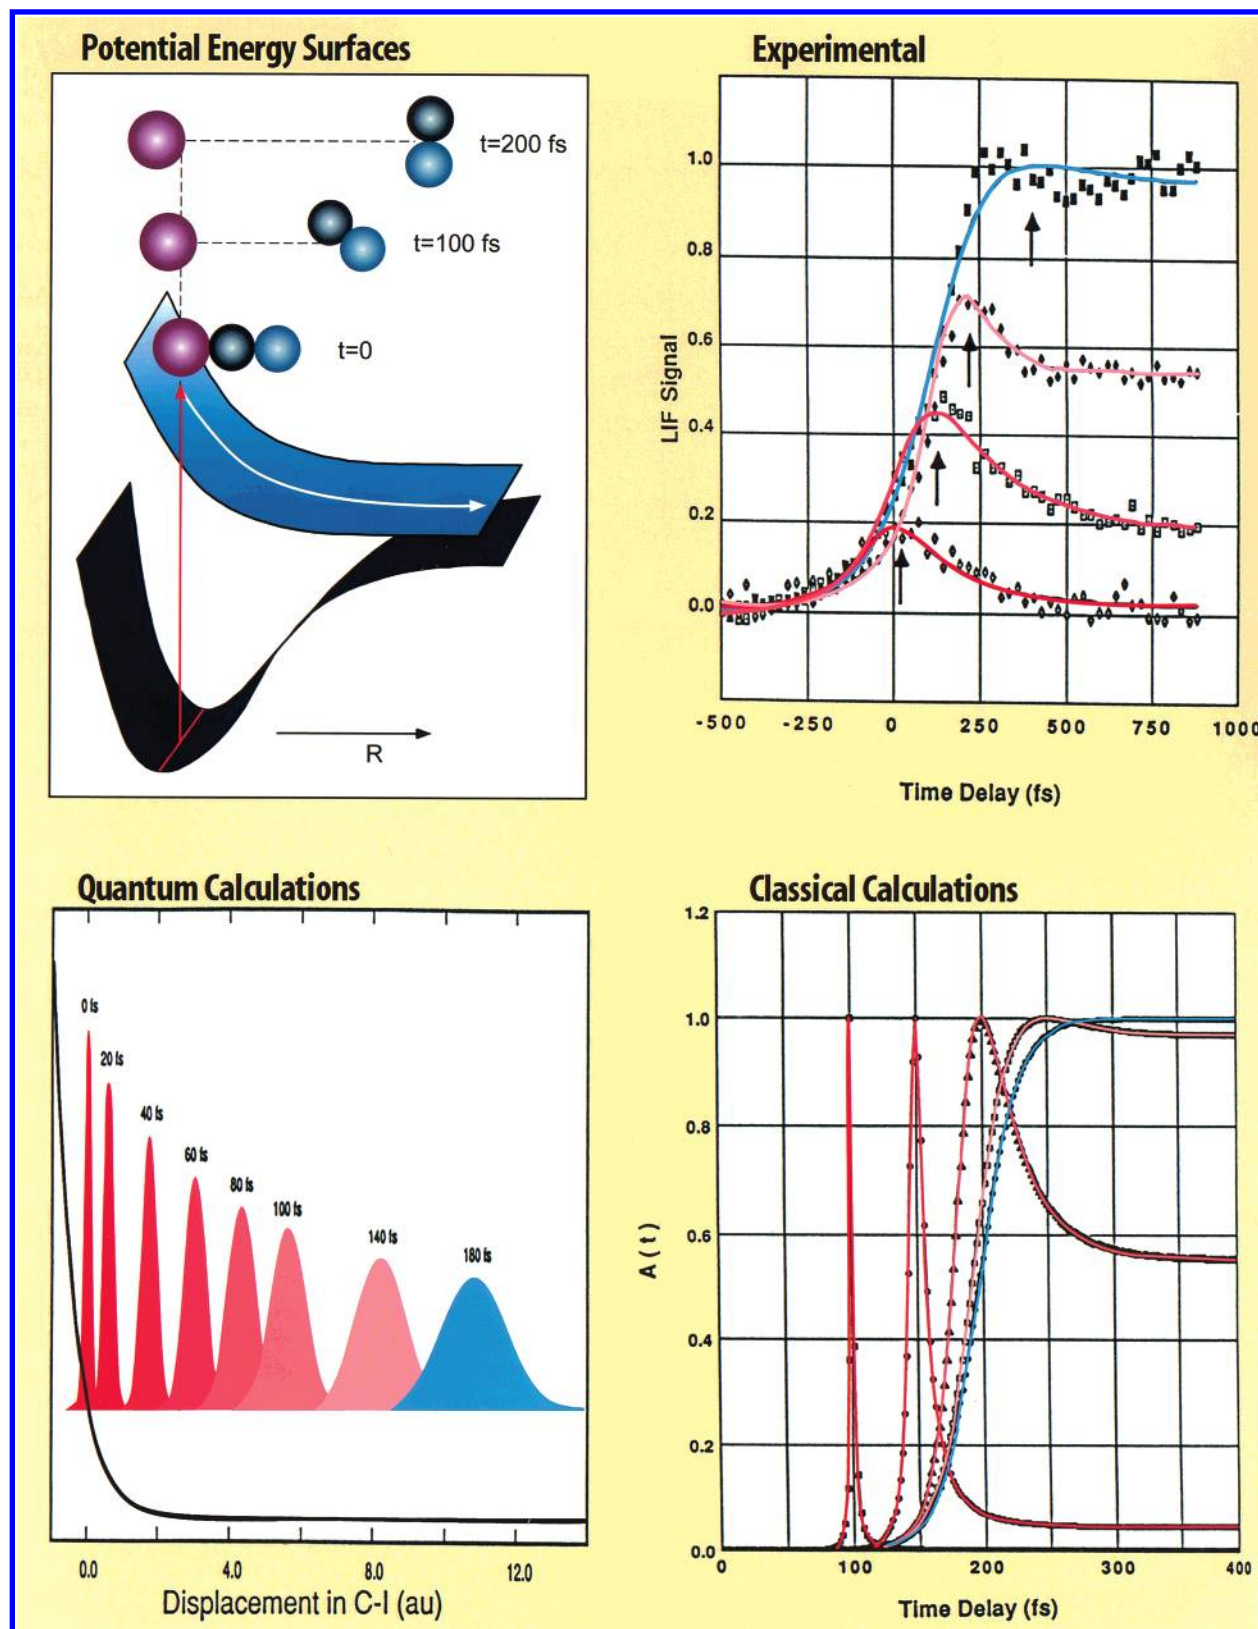 Potential Energy Surfaces
t=200 fs
t=100 fs
t=0
R
Experimental
LIF Signal
1.0
0.8
0.6
0.4
0.2
0.0
-500 -250 0 250 500 750 1000
Time Delay (fs)
Quantum Calculations
0 fs
20 fs
40 fs
60 fs
80 fs
100 fs
140 fs
180 fs
0.0 4.0 8.0 12.0
Displacement in C-I (au)
Classical Calculations
A(t)
1.2
1.0
0.8
0.6
0.4
0.2
0.0
0 100 200 300 400
Time Delay (fs)